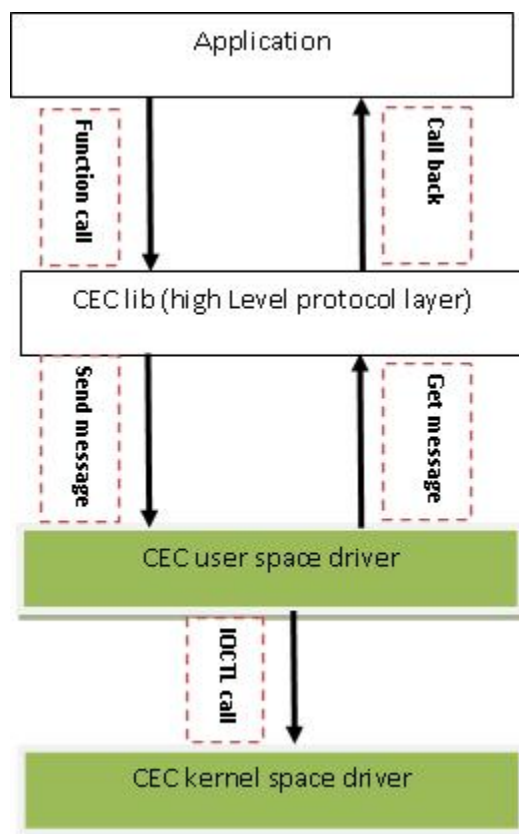 Application
Function call
Call back
CEC lib (high Level protocol layer)
Send message
Get message
CEC user space driver
IOCTL call
CEC kernel space driver